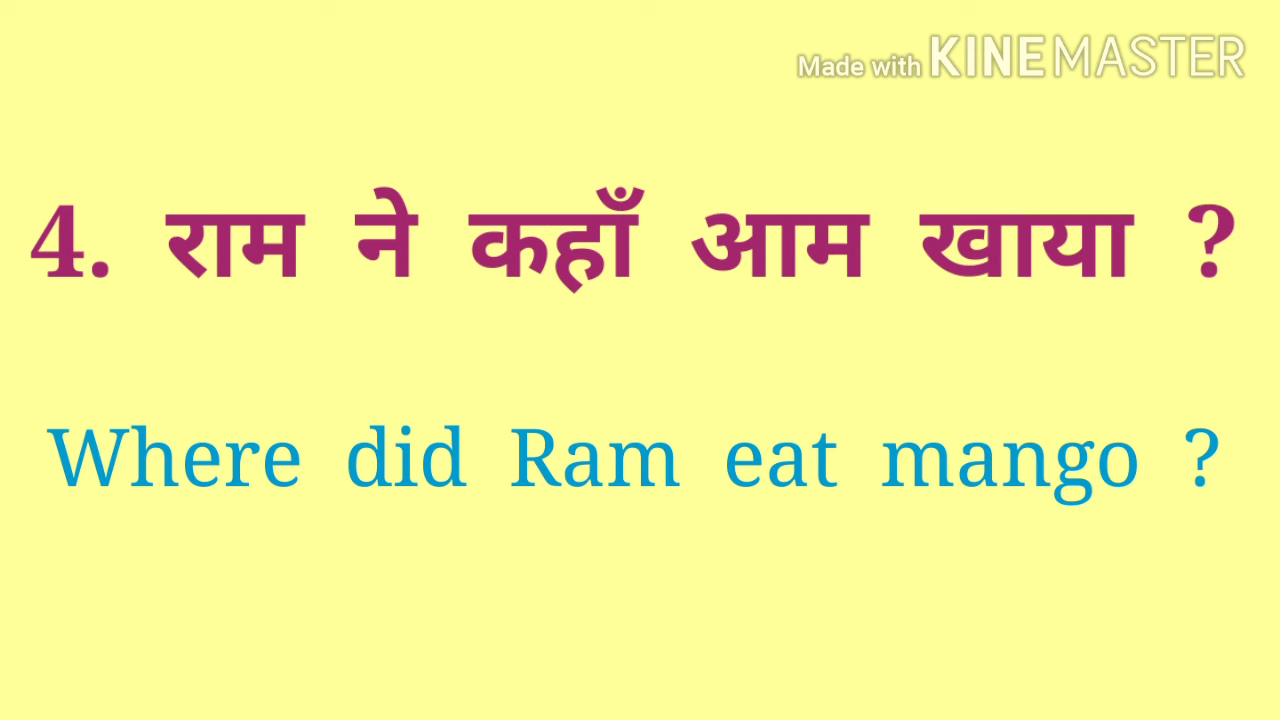 Made with KINEMASTER
4. राम ने कहाँ आम खाया ?
Where did Ram eat mango ?